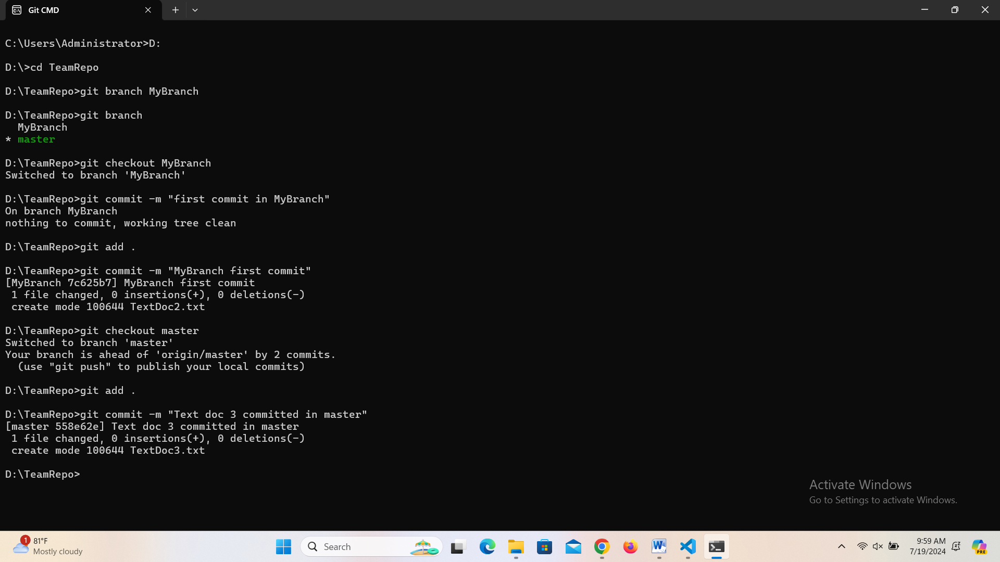 Git CMD
C:\Users\Administrator>D:
D:\>cd TeamRepo
D:\TeamRepo>git branch MyBranch
D:\TeamRepo>git branch
  MyBranch
* master
D:\TeamRepo>git checkout MyBranch
Switched to branch 'MyBranch'
D:\TeamRepo>git commit -m "first commit in MyBranch"
On branch MyBranch
nothing to commit, working tree clean
D:\TeamRepo>git add .
D:\TeamRepo>git commit -m "MyBranch first commit"
[MyBranch 7c625b7] MyBranch first commit
 1 file changed, 0 insertions(+), 0 deletions(-)
 create mode 100644 TextDoc2.txt
D:\TeamRepo>git checkout master
Switched to branch 'master'
Your branch is ahead of 'origin/master' by 2 commits.
  (use "git push" to publish your local commits)
D:\TeamRepo>git add .
D:\TeamRepo>git commit -m "Text doc 3 committed in master"
[master 558e62e] Text doc 3 committed in master
 1 file changed, 0 insertions(+), 0 deletions(-)
 create mode 100644 TextDoc3.txt
D:\TeamRepo>
Activate Windows
Go to Settings to activate Windows.
1
81°F
Mostly cloudy
Search
W
9:59 AM
7/19/2024
PRE